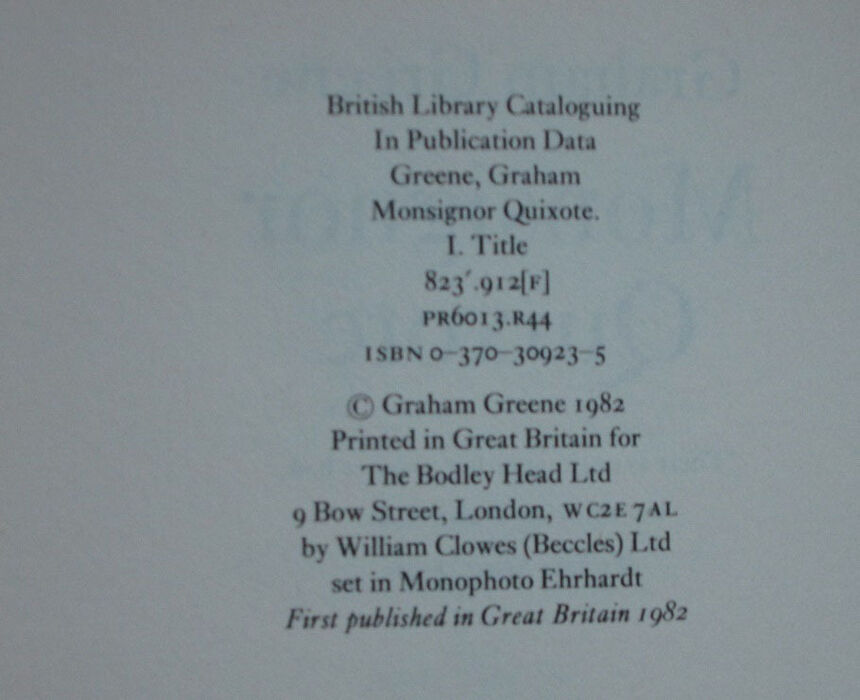 British Library Cataloguing
In Publication Data
Greene, Graham
Monsignor Quixote.
I. Title
823′.912[F]
PR6013.R44
ISBN 0–370–30923–5
© Graham Greene 1982
Printed in Great Britain for
The Bodley Head Ltd
9 Bow Street, London, WC2E 7AL
by William Clowes (Beccles) Ltd
set in Monophoto Ehrhardt
First published in Great Britain 1982